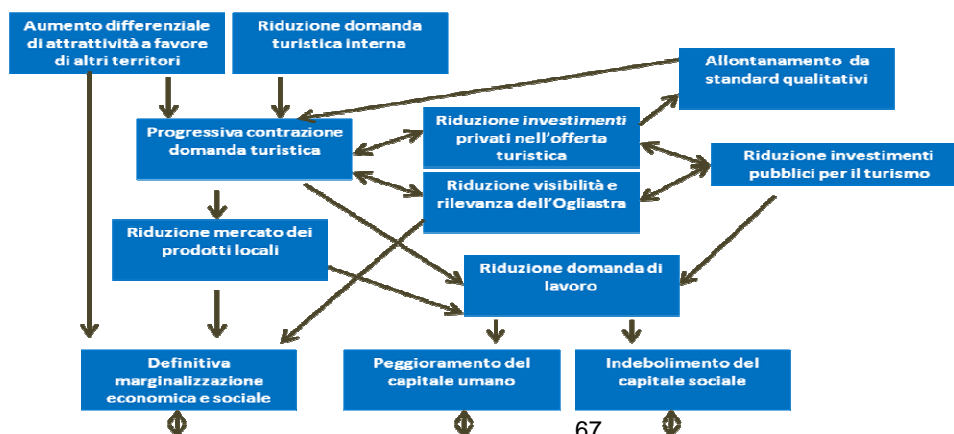 Aumento differenziale
di attrattività a favore
di altri territori
Riduzione domanda
turistica interna
Allontanamento da
standard qualitativi
Progressiva contrazione
domanda turistica
Riduzione investimenti
privati nell'offerta
turistica
Riduzione investimenti
pubblici per il turismo
Riduzione visibilità e
rilevanza dell'Ogliastra
Riduzione mercato dei
prodotti locali
Riduzione domanda di
lavoro
Definitiva
marginalizzazione
economica e sociale
Peggioramento del
capitale umano
Indebolimento del
capitale sociale
67